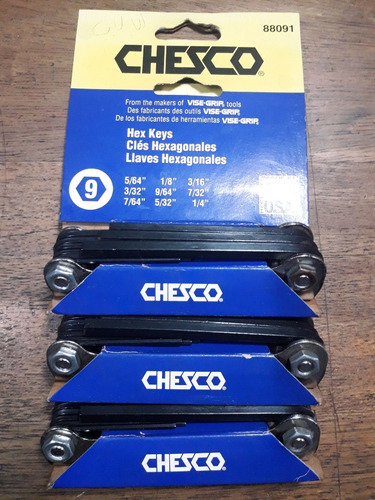 88091
CHESCO®
From the makers of VISE-GRIP® tools
Des fabricants des outils VISE-GRIP®
De los fabricantes de herramientas VISE-GRIP®
Hex Keys
Clés Hexagonales
Llaves Hexagonales
9
5/64" 1/8" 3/16"
3/32" 9/64" 7/32"
7/64" 5/32" 1/4"
USA
CHESCO®
CHESCO®
CHESCO®